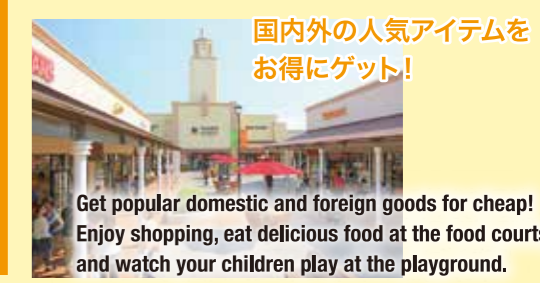 国内外の人気アイテムを
お得にゲット!
Get popular domestic and foreign goods for cheap!
Enjoy shopping, eat delicious food at the food courts
and watch your children play at the playground.